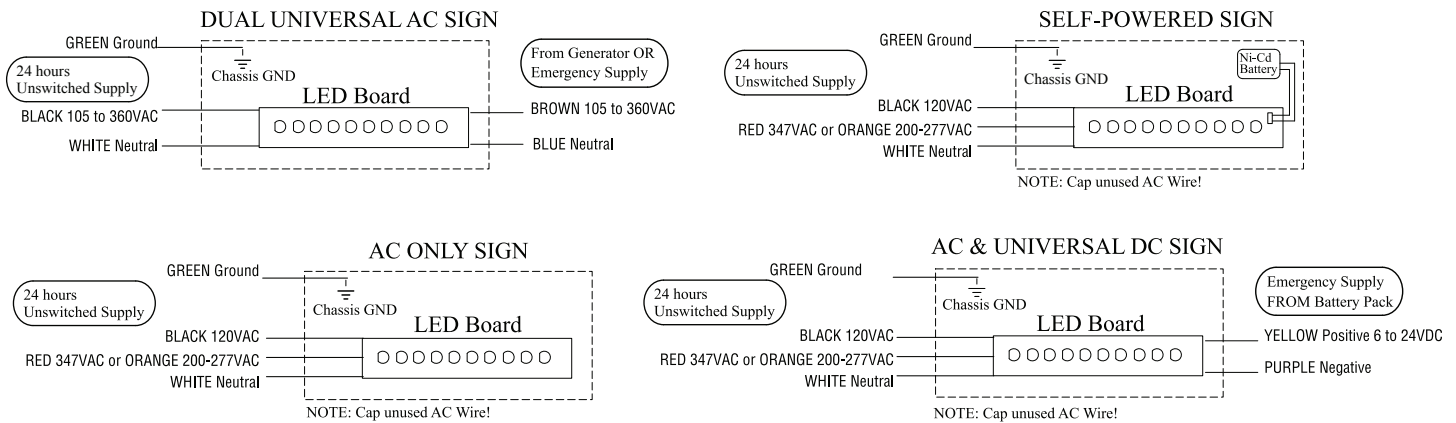 DUAL UNIVERSAL AC SIGN
GREEN Ground
Chassis GND
24 hours
Unswitched Supply
From Generator OR
Emergency Supply
LED Board
BLACK 105 to 360VAC
BROWN 105 to 360VAC
WHITE Neutral
BLUE Neutral
SELF-POWERED SIGN
GREEN Ground
Chassis GND
Ni-Cd
Battery
24 hours
Unswitched Supply
LED Board
BLACK 120VAC
RED 347VAC or ORANGE 200-277VAC
WHITE Neutral
NOTE: Cap unused AC Wire!
AC ONLY SIGN
GREEN Ground
Chassis GND
24 hours
Unswitched Supply
LED Board
BLACK 120VAC
RED 347VAC or ORANGE 200-277VAC
WHITE Neutral
NOTE: Cap unused AC Wire!
AC & UNIVERSAL DC SIGN
GREEN Ground
Chassis GND
24 hours
Unswitched Supply
Emergency Supply
FROM Battery Pack
LED Board
BLACK 120VAC
YELLOW Positive 6 to 24VDC
RED 347VAC or ORANGE 200-277VAC
PURPLE Negative
WHITE Neutral
NOTE: Cap unused AC Wire!